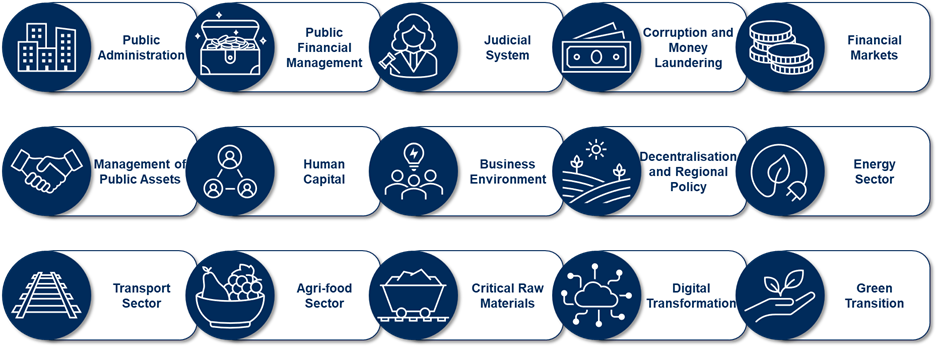 Public
Administration
Public
Financial
Management
Judicial
System
Corruption and
Money
Laundering
Financial
Markets
Management of
Public Assets
Human
Capital
Business
Environment
Decentralisation
and Regional
Policy
Energy
Sector
Transport
Sector
Agri-food
Sector
Critical Raw
Materials
Digital
Transformation
Green
Transition